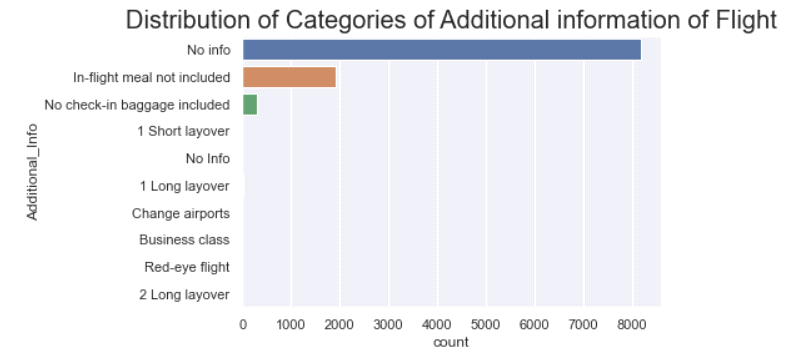 Distribution of Categories of Additional information of Flight
No info
In-flight meal not included
No check-in baggage included
1 Short layover
No Info
1 Long layover
Change airports
Business class
Red-eye flight
2 Long layover
Additional_Info
0 1000 2000 3000 4000 5000 6000 7000 8000
count